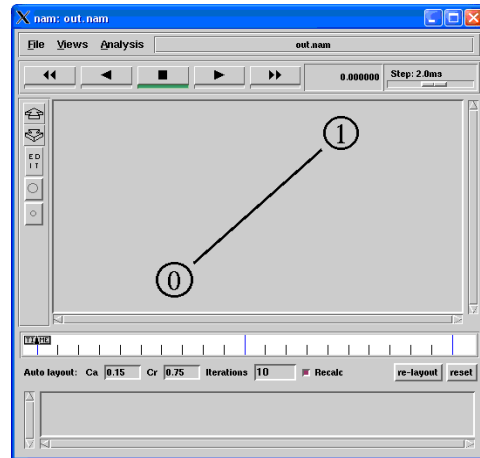 nam: out.nam
File Views Analysis out.nam
0.000000 Step: 2.0ms
ED
IT
1
0
TIME
Auto layout: Ca 0.15 Cr 0.75 Iterations 10 Recalc re-layout reset